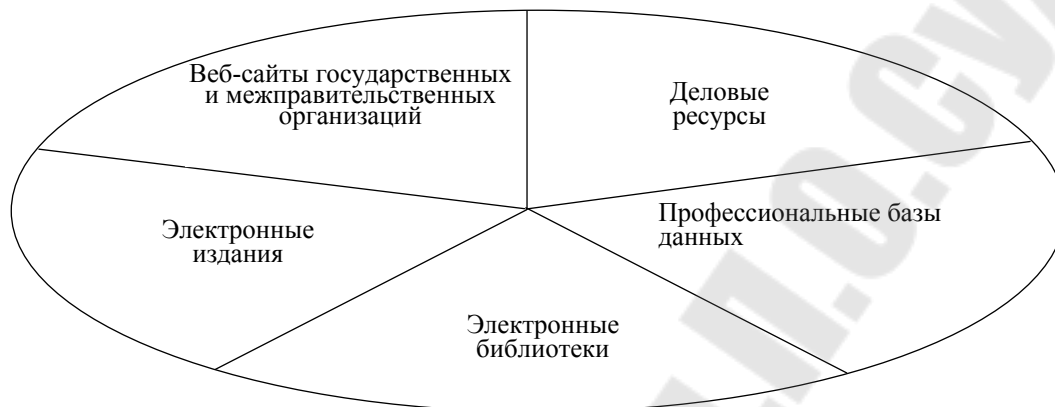 Веб-сайты государственных
и межправительственных
организаций
Деловые
ресурсы
Электронные
издания
Профессиональные базы
данных
Электронные
библиотеки